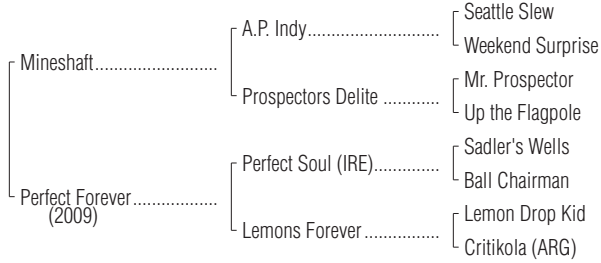 Seattle Slew
A.P. Indy
Weekend Surprise
Mineshaft
Mr. Prospector
Prospectors Delite
Up the Flagpole
Sadler's Wells
Perfect Soul (IRE)
Ball Chairman
Perfect Forever
(2009)
Lemon Drop Kid
Lemons Forever
Critikola (ARG)